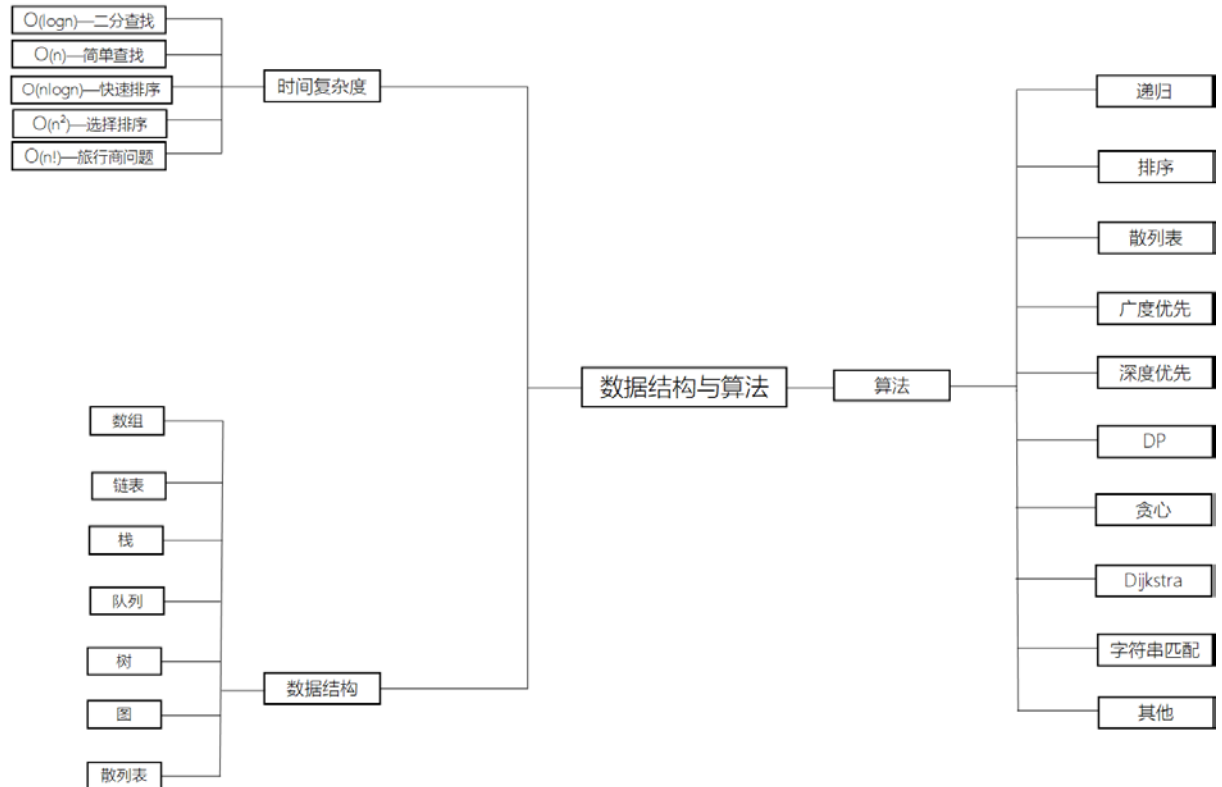 O(logn)—二分查找
O(n)—简单查找
O(nlogn)—快速排序
O(n²)—选择排序
O(n!)—旅行商问题
时间复杂度
数组
链表
栈
队列
树
图
散列表
数据结构
数据结构与算法
算法
递归
排序
散列表
广度优先
深度优先
DP
贪心
Dijkstra
字符串匹配
其他